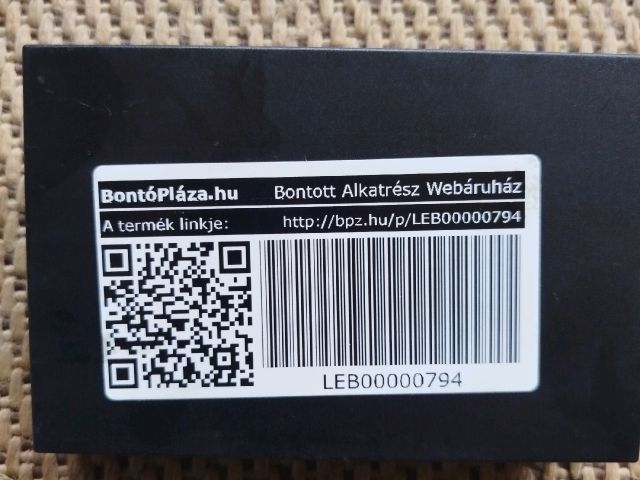 BontóPláza.hu Bontott Alkatrész Webáruház
A termék linkje: http://bpz.hu/p/LEB00000794
LEB00000794